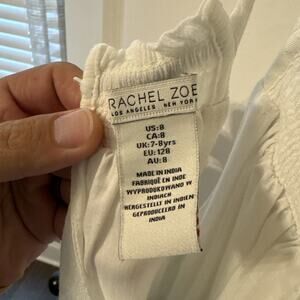 RACHEL ZOE
LOS ANGELES NEW YORK
US:8
CA:8
UK:7-8yrs
EU:128
AU:8
MADE IN INDIA
FABRIQUÉ EN INDE
WYPRODUKOWANO W
INDIACH
HERGESTELLT IN INDIEN
GEPRODUCEERD IN
INDIA